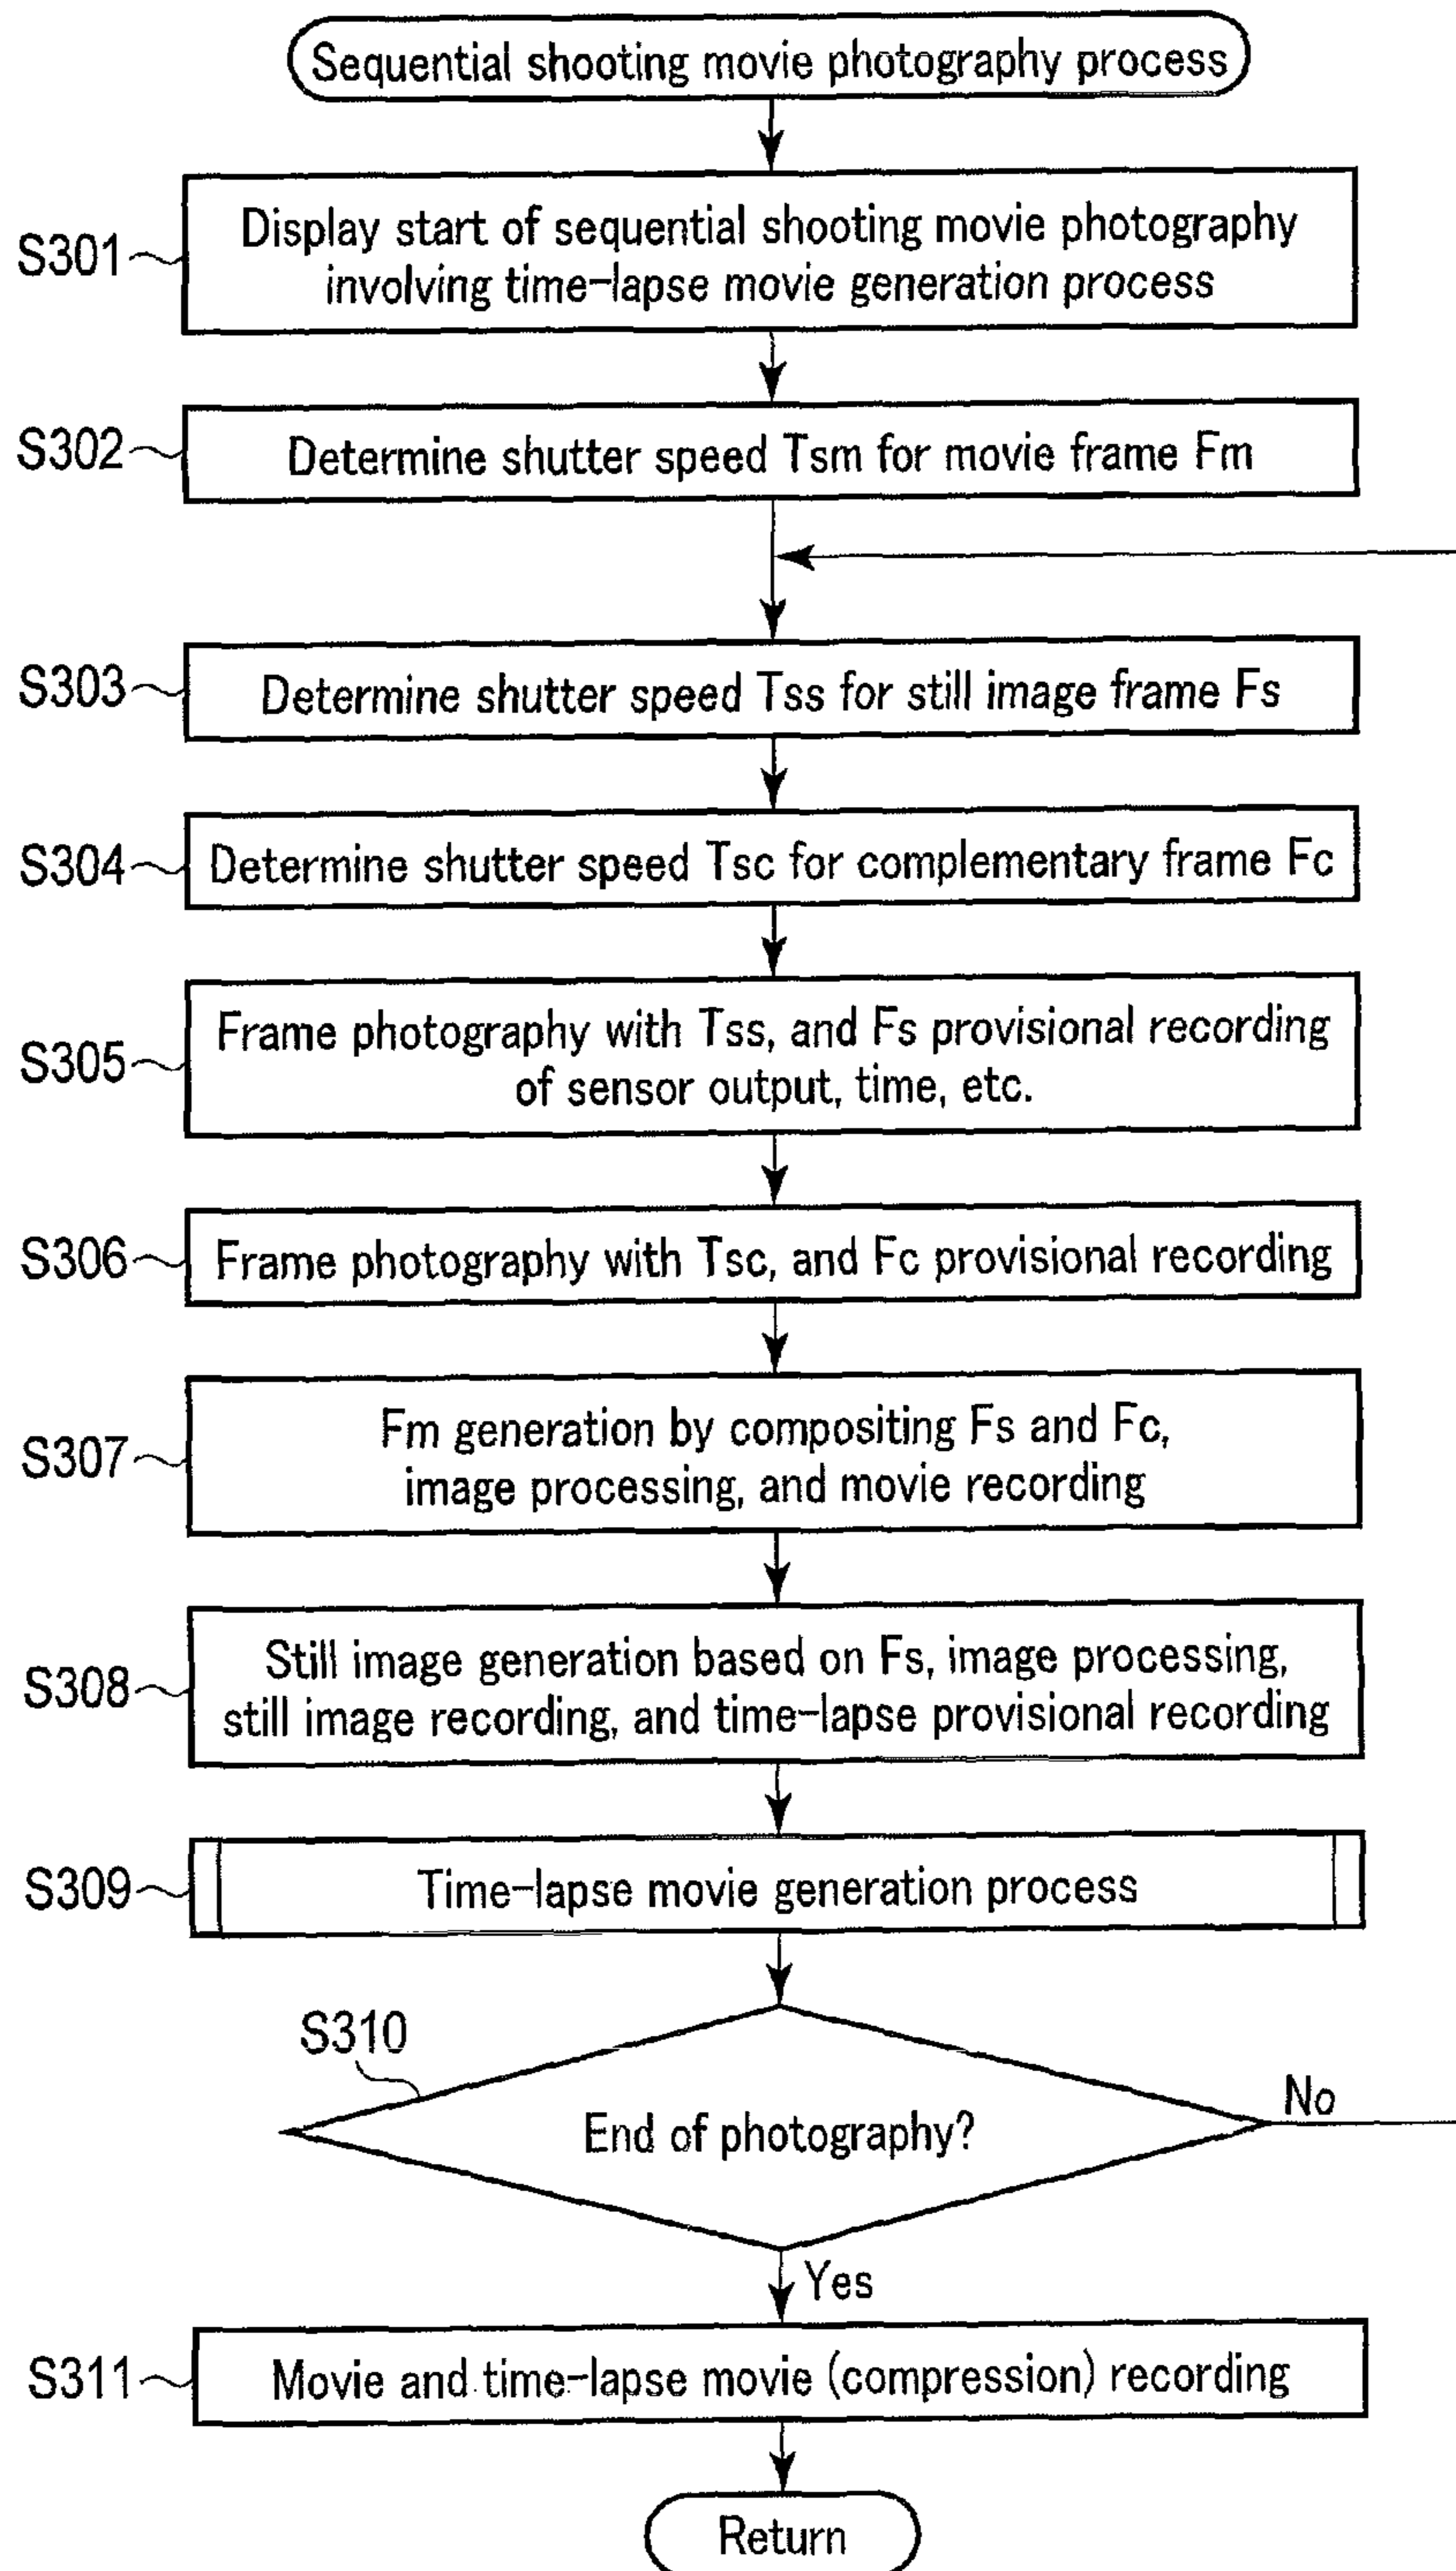 Sequential shooting movie photography process
S301
Display start of sequential shooting movie photography
involving time-lapse movie generation process
S302
Determine shutter speed Tsm for movie frame Fm
S303
Determine shutter speed Tss for still image frame Fs
S304
Determine shutter speed Tsc for complementary frame Fc
S305
Frame photography with Tss, and Fs provisional recording
of sensor output, time, etc.
S306
Frame photography with Tsc, and Fc provisional recording
S307
Fm generation by compositing Fs and Fc,
image processing, and movie recording
S308
Still image generation based on Fs, image processing,
still image recording, and time-lapse provisional recording
S309
Time-lapse movie generation process
S310
End of photography?
No
Yes
S311
Movie and time-lapse movie (compression) recording
Return